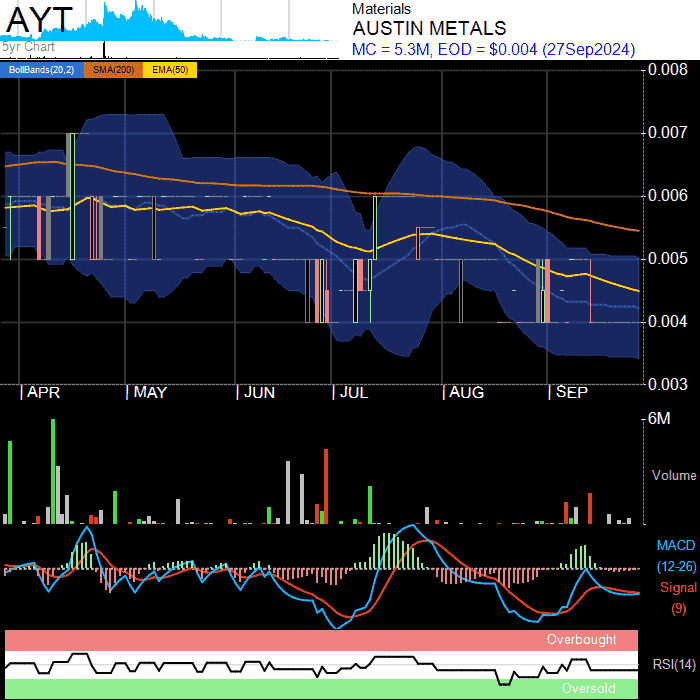 AYT
5yr Chart
Materials
AUSTIN METALS
MC = 5.3M, EOD = $0.004 (27Sep2024)
BollBands(20,2) SMA(200) EMA(50)
0.008
0.007
0.006
0.005
0.004
0.003
APR MAY JUN JUL AUG SEP
6M
Volume
MACD
(12-26)
Signal
(9)
Overbought
RSI(14)
Oversold